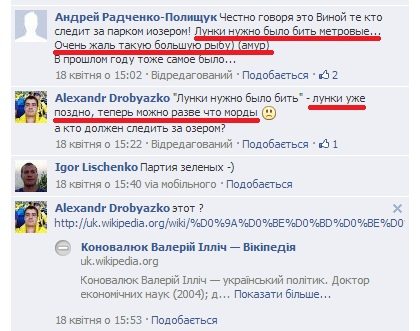 Андрей Радченко-Полищук Честно говоря это Виной те кто
следит за парком иозером! Лунки нужно было бить метровые...
Очень жаль такую большую рыбу) (амур)
В прошлом году тоже самое было...
18 квітня о 15:02 · Відредагований · Подобається · 2
Alexandr Drobyazko "Лунки нужно было бить" - лунки уже
поздно, теперь можно разве что морды
а кто должен следить за озером?
18 квітня о 15:22 · Відредагований · Подобається · 1
Igor Lischenko Партия зеленых -)
18 квітня о 15:40 via мобільного · Подобається
Alexandr Drobyazko этот ?
http://uk.wikipedia.org/wiki/%D0%9A%D0%BE%D0%BD%D0%BE%D0
Коновалюк Валерій Ілліч — Вікіпедія
uk.wikipedia.org
Коновалюк Валерій Ілліч — український політик. Доктор
економічних наук (2004); д... Показати більше...
18 квітня о 15:53 · Подобається